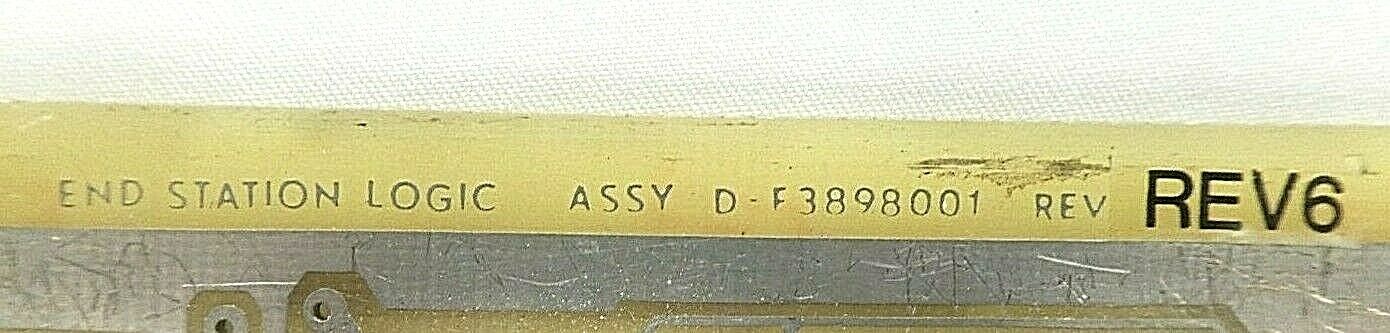 END STATION LOGIC ASSY D-F3898001 REV REV6